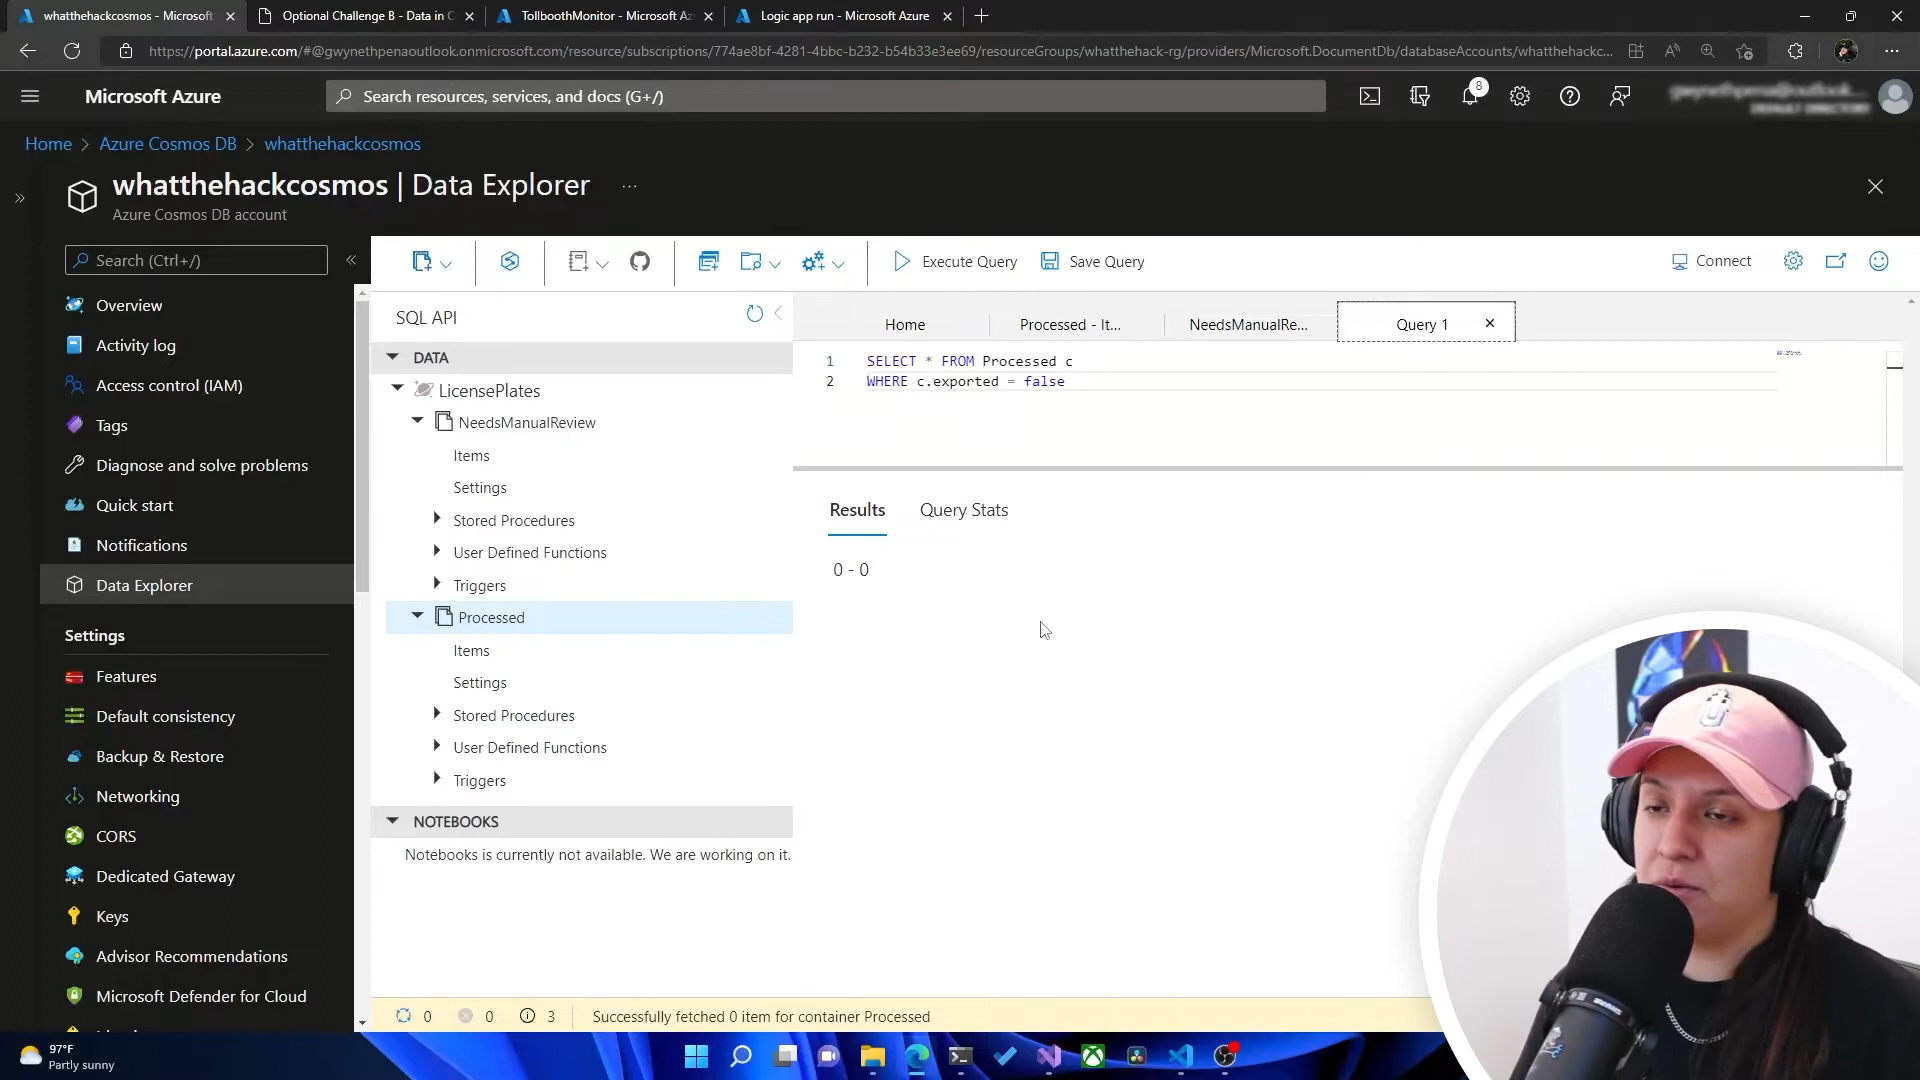 whatthehackcosmos - Microsoft
Optional Challenge B - Data in C
TollboothMonitor - Microsoft Az
Logic app run - Microsoft Azure
https://portal.azure.com/#@gwynethpenaoutlook.onmicrosoft.com/resource/subscriptions/774ae8bf-4281-4bbc-b232-b54b33e3ee69/resourceGroups/whatthehack-rg/providers/Microsoft.DocumentDb/databaseAccounts/whatthehackc...
Microsoft Azure
Search resources, services, and docs (G+/)
8
Home > Azure Cosmos DB > whatthehackcosmos
whatthehackcosmos | Data Explorer ...
Azure Cosmos DB account
Search (Ctrl+/)
Overview
Activity log
Access control (IAM)
Tags
Diagnose and solve problems
Quick start
Notifications
Data Explorer
Settings
Features
Default consistency
Backup & Restore
Networking
CORS
Dedicated Gateway
Keys
Advisor Recommendations
Microsoft Defender for Cloud
Execute Query
Save Query
Connect
SQL API
DATA
LicensePlates
NeedsManualReview
Items
Settings
Stored Procedures
User Defined Functions
Triggers
Processed
Items
Settings
Stored Procedures
User Defined Functions
Triggers
NOTEBOOKS
Notebooks is currently not available. We are working on it.
Home
Processed - It...
NeedsManualRe...
Query 1
1 SELECT * FROM Processed c
2 WHERE c.exported = false
Results
Query Stats
0 - 0
0 0 3 Successfully fetched 0 item for container Processed
97°F
Partly sunny